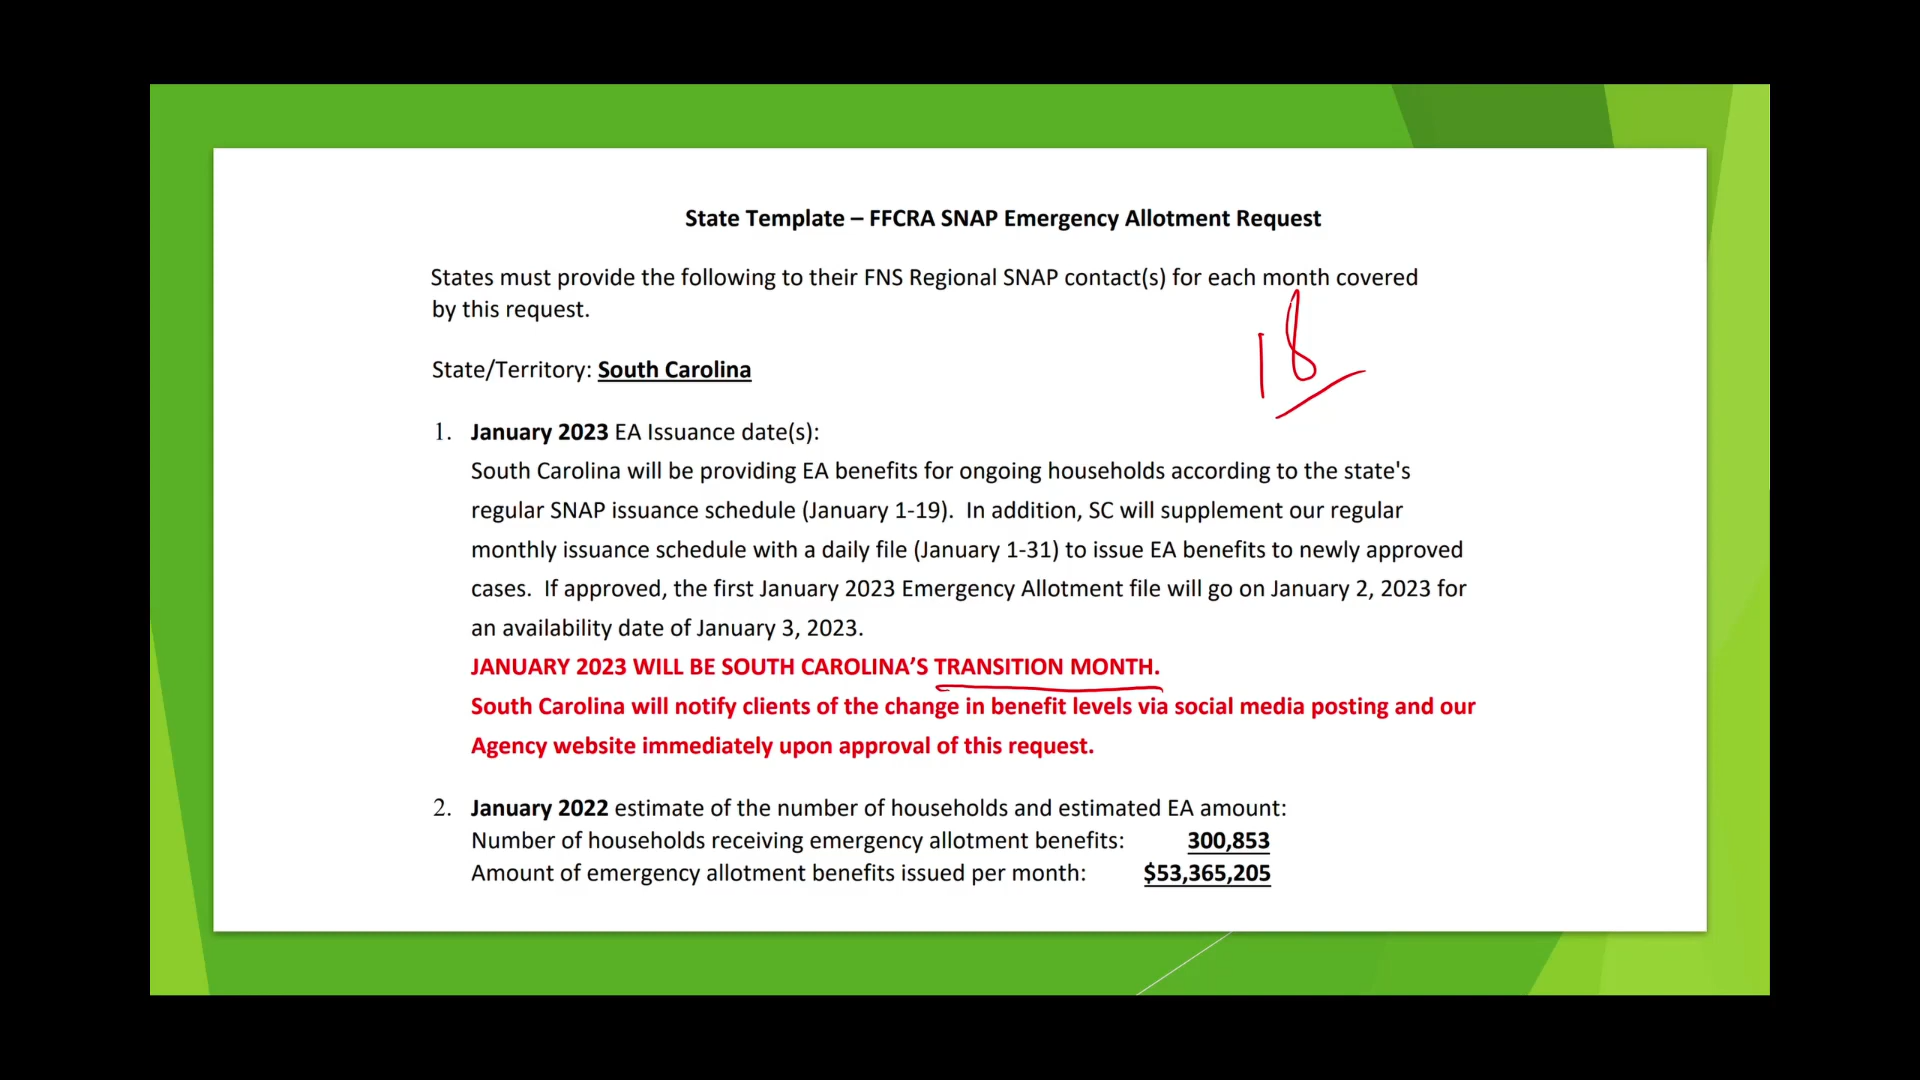 State Template – FFCRA SNAP Emergency Allotment Request
States must provide the following to their FNS Regional SNAP contact(s) for each month covered
by this request.
18
State/Territory: South Carolina
1. January 2023 EA Issuance date(s):
South Carolina will be providing EA benefits for ongoing households according to the state's
regular SNAP issuance schedule (January 1-19). In addition, SC will supplement our regular
monthly issuance schedule with a daily file (January 1-31) to issue EA benefits to newly approved
cases. If approved, the first January 2023 Emergency Allotment file will go on January 2, 2023 for
an availability date of January 3, 2023.
JANUARY 2023 WILL BE SOUTH CAROLINA’S TRANSITION MONTH.
South Carolina will notify clients of the change in benefit levels via social media posting and our
Agency website immediately upon approval of this request.
2. January 2022 estimate of the number of households and estimated EA amount:
Number of households receiving emergency allotment benefits: 300,853
Amount of emergency allotment benefits issued per month: $53,365,205